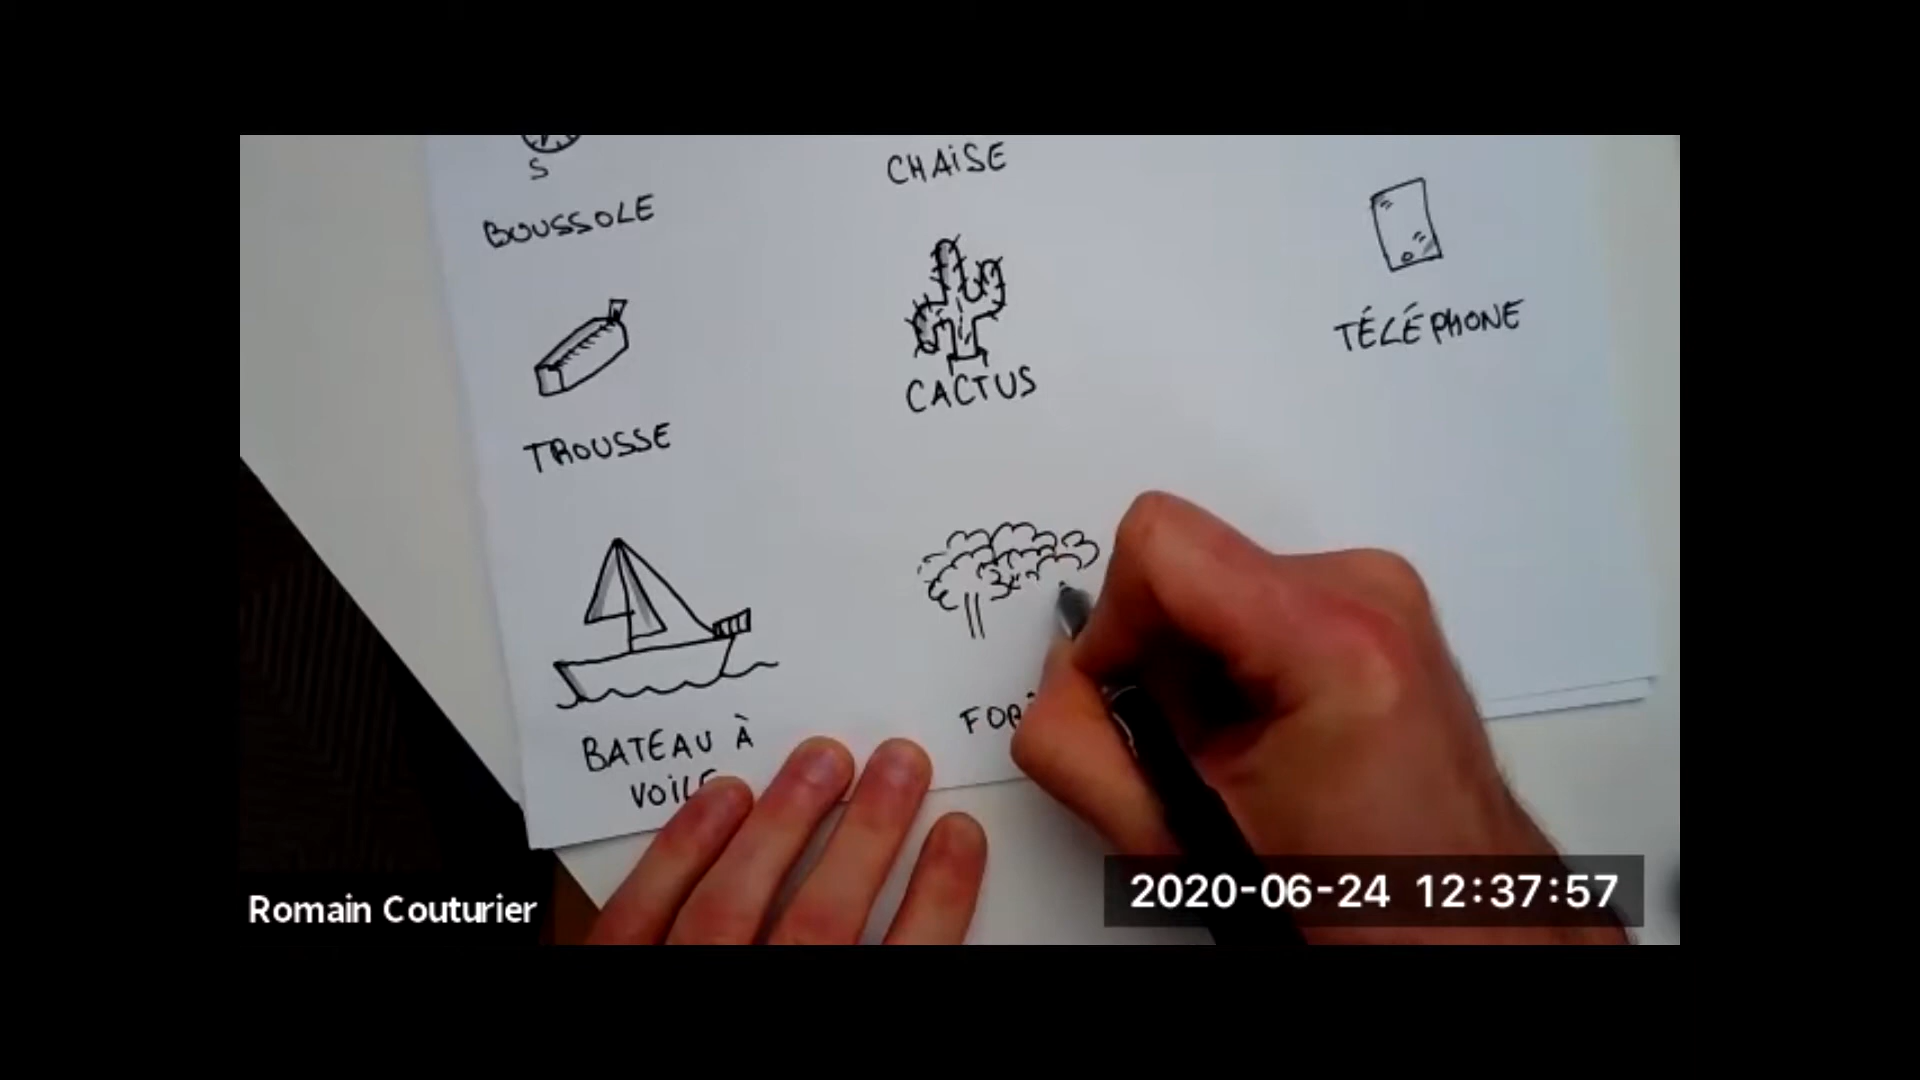 S
BOUSSOLE
CHAiSE
TÉLÉPHONE
CACTUS
TROUSSE
BATEAU À
VOiLE
Romain Couturier
2020-06-24 12:37:57